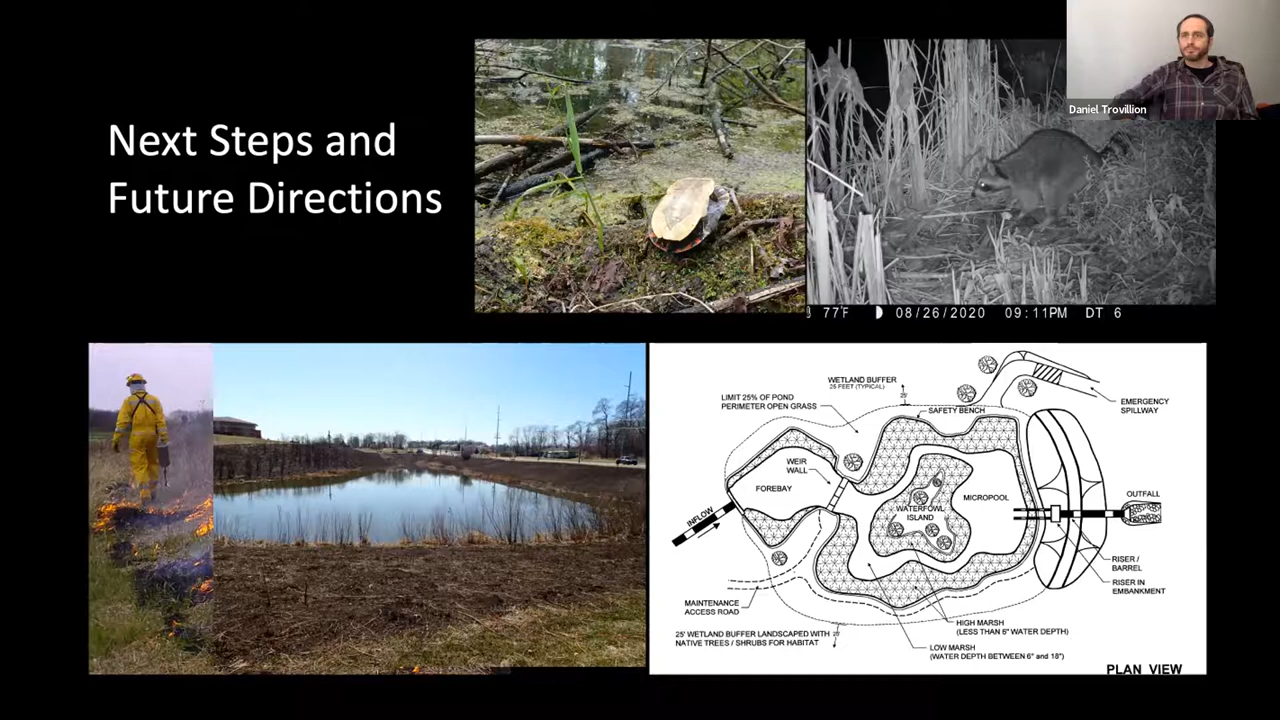 Next Steps and
Future Directions
Daniel Trovillion
77°F 08/26/2020 09:11PM DT 6
WETLAND BUFFER
25 FEET (TYPICAL)
25'
LIMIT 25% OF POND
PERIMETER OPEN GRASS
SAFETY BENCH
EMERGENCY
SPILLWAY
WEIR
WALL
FOREBAY
MICROPOOL
WATERFOWL
ISLAND
OUTFALL
INFLOW
RISER /
BARREL
RISER IN
EMBANKMENT
MAINTENANCE
ACCESS ROAD
HIGH MARSH
(LESS THAN 6" WATER DEPTH)
25' WETLAND BUFFER LANDSCAPED WITH
NATIVE TREES / SHRUBS FOR HABITAT
25'
LOW MARSH
(WATER DEPTH BETWEEN 6" and 18")
PLAN VIEW